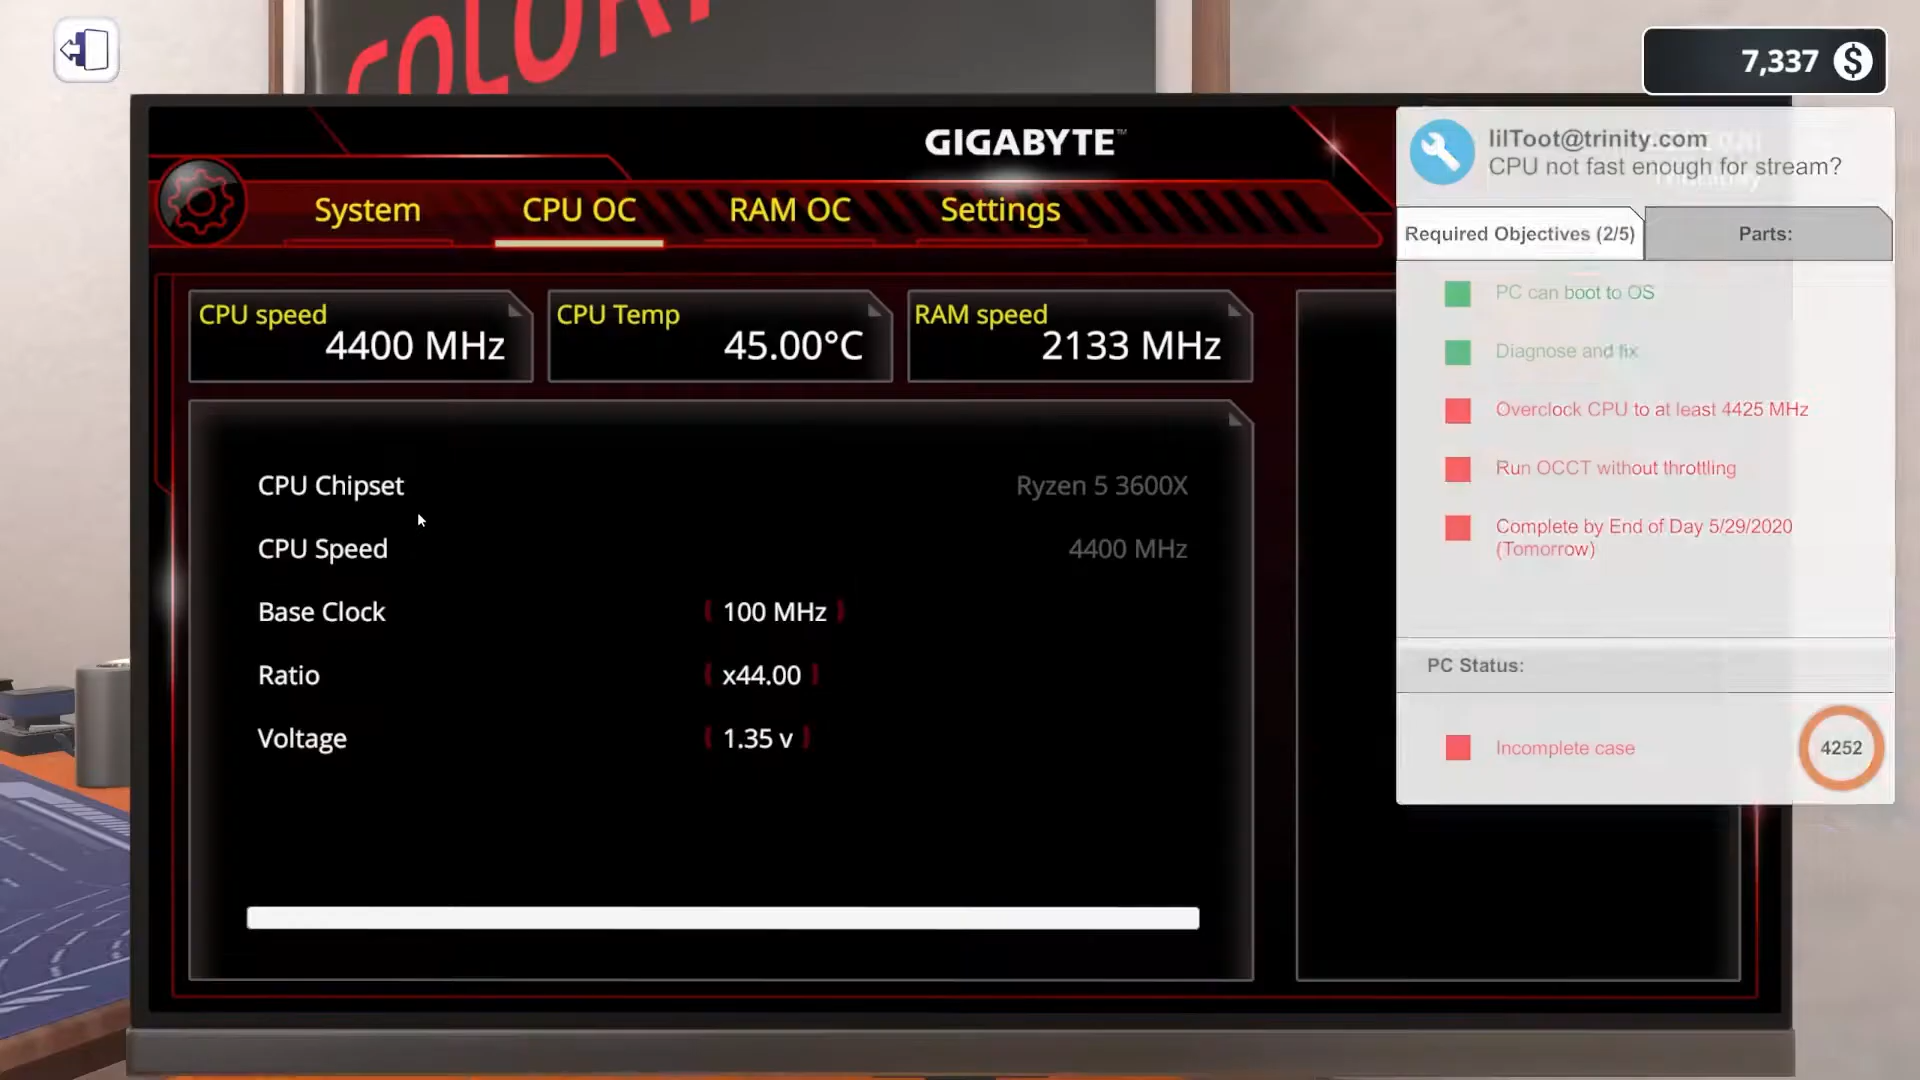 7,337
GIGABYTE™
System
CPU OC
RAM OC
Settings
CPU speed
4400 MHz
CPU Temp
45.00°C
RAM speed
2133 MHz
CPU Chipset
Ryzen 5 3600X
CPU Speed
4400 MHz
Base Clock
100 MHz
Ratio
x44.00
Voltage
1.35 v
lilToot@trinity.com
CPU not fast enough for stream?
Required Objectives (2/5)
Parts:
PC can boot to OS
Diagnose and fix
Overclock CPU to at least 4425 MHz
Run OCCT without throttling
Complete by End of Day 5/29/2020
(Tomorrow)
PC Status:
Incomplete case
4252